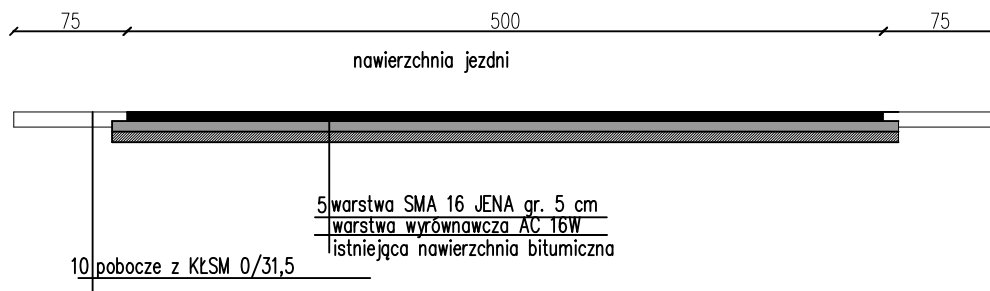 75 500 75
nawierzchnia jezdni
5 warstwa SMA 16 JENA gr. 5 cm
warstwa wyrównawcza AC 16W
istniejąca nawierzchnia bitumiczna
10 pobocze z KŁSM 0/31,5